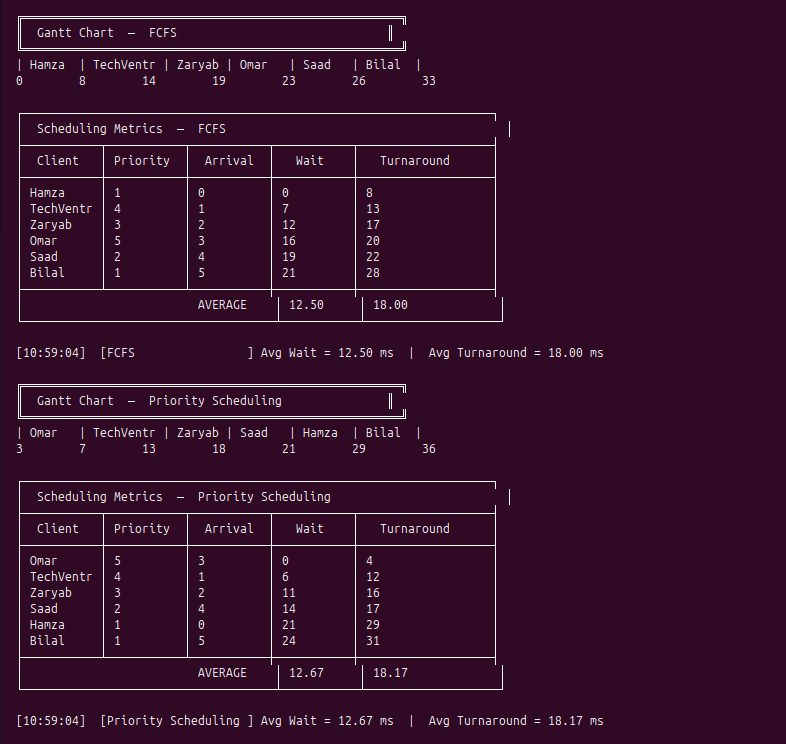 Gantt Chart — FCFS
| Hamza | TechVentr | Zaryab | Omar | Saad | Bilal |
0 8 14 19 23 26 33
Scheduling Metrics — FCFS
Client Priority Arrival Wait Turnaround
Hamza 1 0 0 8
TechVentr 4 1 7 13
Zaryab 3 2 12 17
Omar 5 3 16 20
Saad 2 4 19 22
Bilal 1 5 21 28
AVERAGE 12.50 18.00
[10:59:04] [FCFS ] Avg Wait = 12.50 ms | Avg Turnaround = 18.00 ms
Gantt Chart — Priority Scheduling
| Omar | TechVentr | Zaryab | Saad | Hamza | Bilal |
3 7 13 18 21 29 36
Scheduling Metrics — Priority Scheduling
Client Priority Arrival Wait Turnaround
Omar 5 3 0 4
TechVentr 4 1 6 12
Zaryab 3 2 11 16
Saad 2 4 14 17
Hamza 1 0 21 29
Bilal 1 5 24 31
AVERAGE 12.67 18.17
[10:59:04] [Priority Scheduling ] Avg Wait = 12.67 ms | Avg Turnaround = 18.17 ms